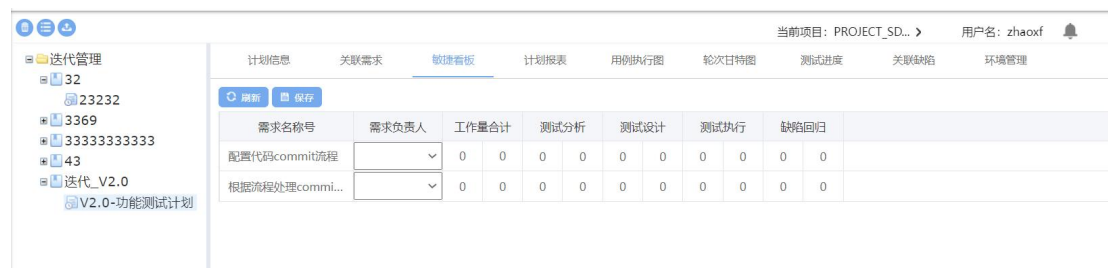 当前项目: PROJECT_SD... 用户名: zhaoxf
迭代管理
32
23232
3369
33333333333
43
迭代_V2.0
V2.0-功能测试计划
计划信息 关联需求 敏捷看板 计划报表 用例执行图 轮次甘特图 测试进度 关联缺陷 环境管理
刷新 保存
需求名称号 需求负责人 工作量合计 测试分析 测试设计 测试执行 缺陷回归
配置代码commit流程 0 0 0 0 0 0 0 0 0 0
根据流程处理commi... 0 0 0 0 0 0 0 0 0 0